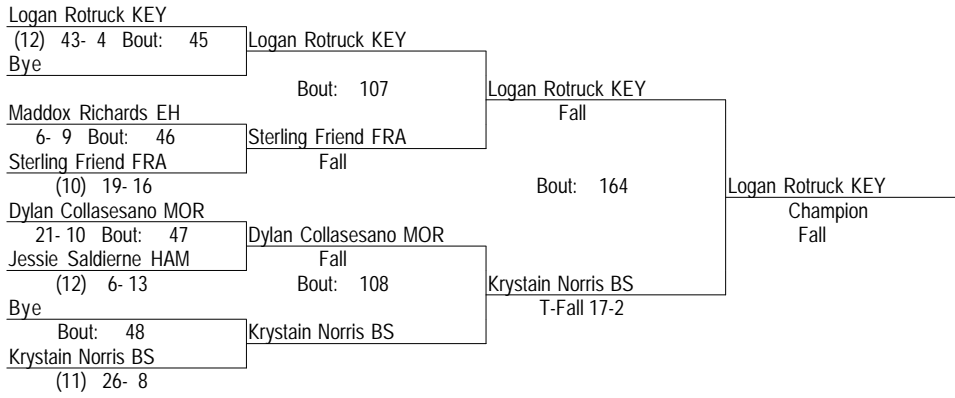 Logan Rotruck KEY
(12) 43- 4 Bout: 45
Bye
Logan Rotruck KEY
Bout: 107
Maddox Richards EH
6- 9 Bout: 46
Sterling Friend FRA
(10) 19- 16
Sterling Friend FRA
Fall
Logan Rotruck KEY
Fall
Bout: 164
Dylan Collasesano MOR
21- 10 Bout: 47
Jessie Saldierne HAM
(12) 6- 13
Dylan Collasesano MOR
Fall
Bout: 108
Bye
Bout: 48
Krystain Norris BS
(11) 26- 8
Krystain Norris BS
Krystain Norris BS
T-Fall 17-2
Logan Rotruck KEY
Champion
Fall